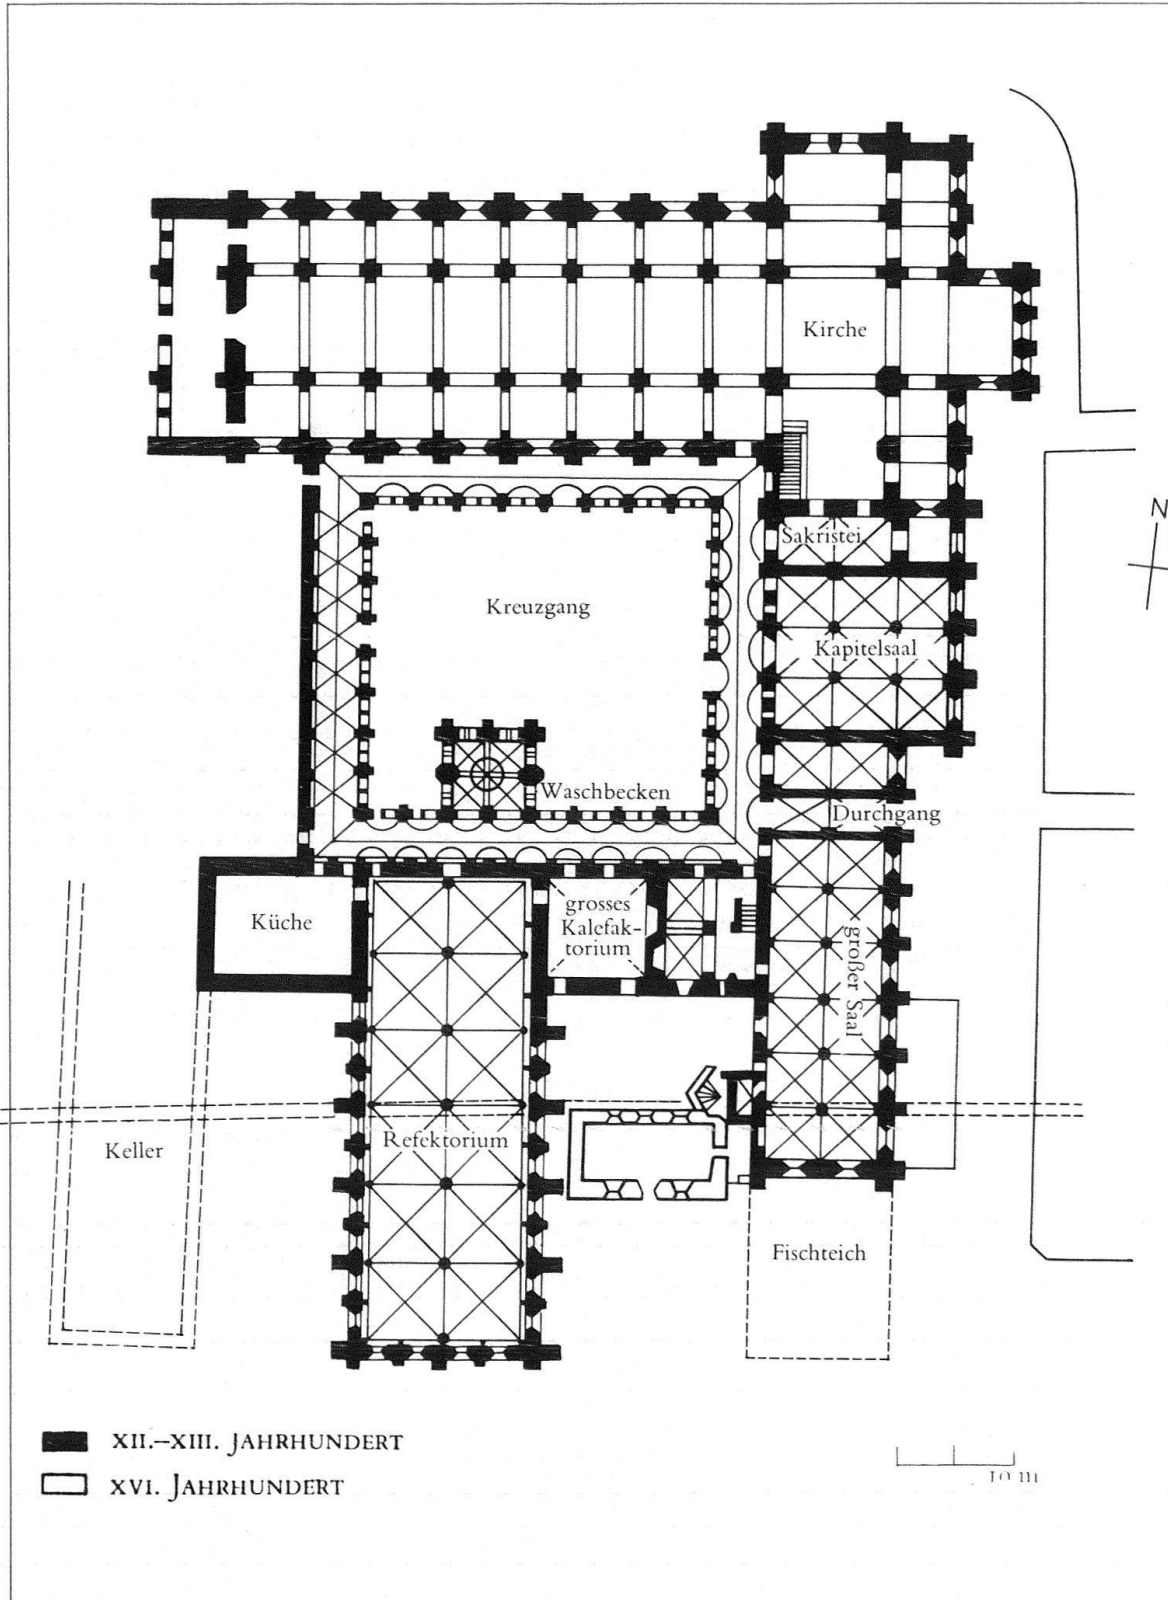 Kirche
N
Sakristei
Kreuzgang
Kapitelsaal
Waschbecken
Durchgang
grosses
Kalefak-
torium
Küche
großer Saal
Refektorium
Keller
Fischteich
XII.–XIII. JAHRHUNDERT
XVI. JAHRHUNDERT
10 m